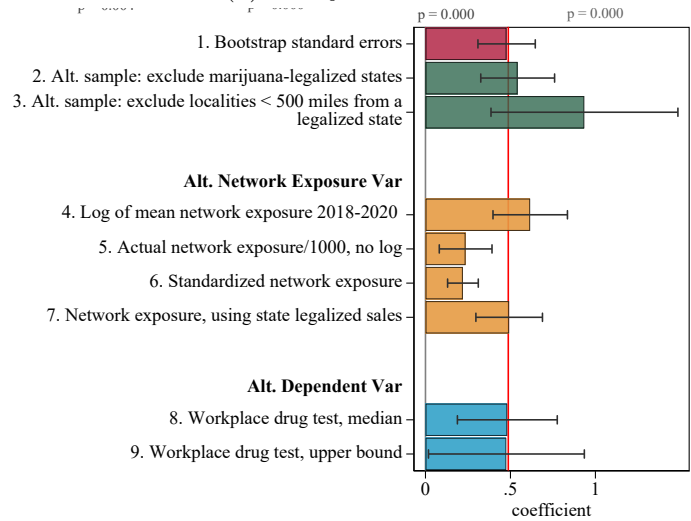 p = 0.000
p = 0.000
1. Bootstrap standard errors
2. Alt. sample: exclude marijuana-legalized states
3. Alt. sample: exclude localities < 500 miles from a
legalized state
Alt. Network Exposure Var
4. Log of mean network exposure 2018-2020
5. Actual network exposure/1000, no log
6. Standardized network exposure
7. Network exposure, using state legalized sales
Alt. Dependent Var
8. Workplace drug test, median
9. Workplace drug test, upper bound
0 .5 1
coefficient